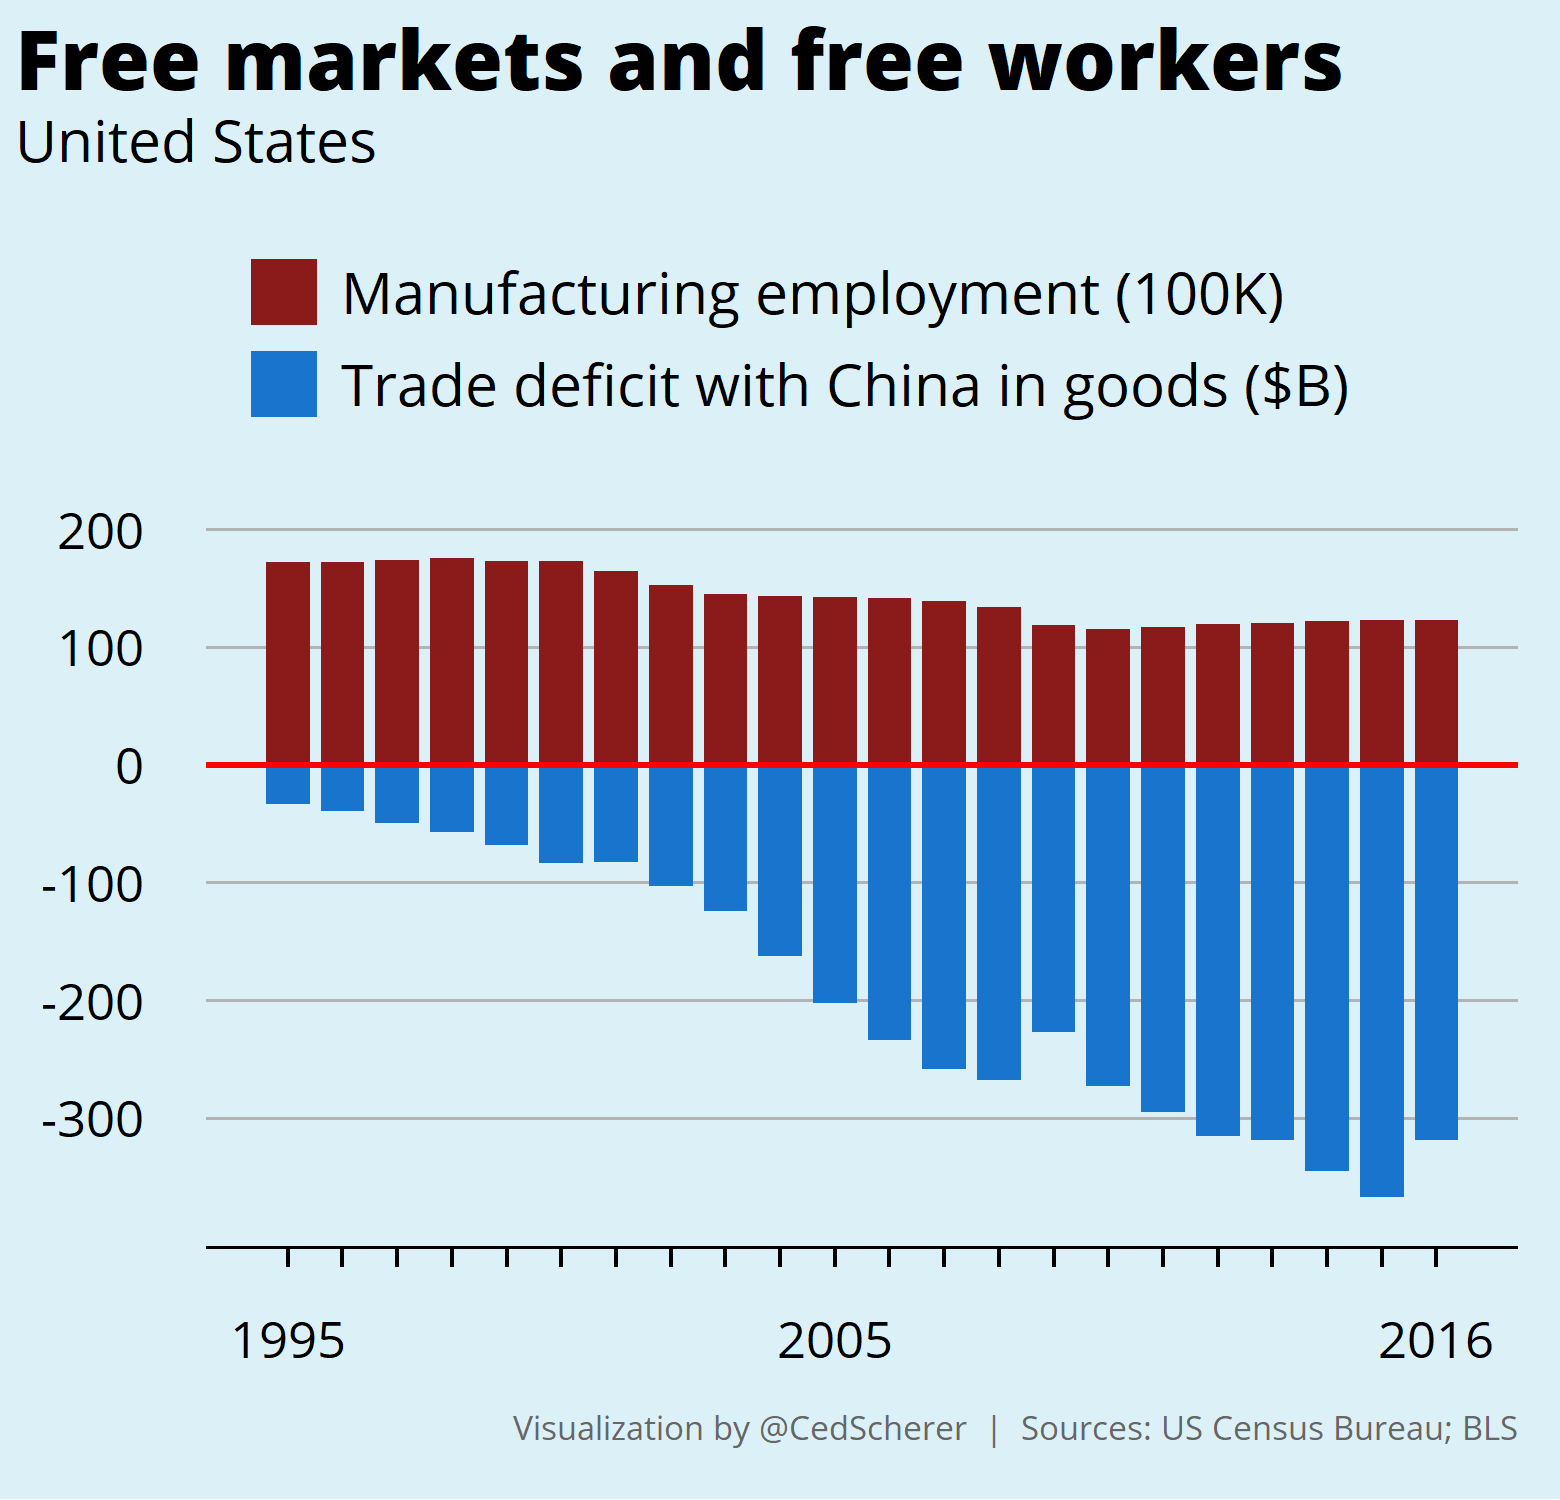 Free markets and free workers
United States
Manufacturing employment (100K)
Trade deficit with China in goods ($B)
200
100
0
-100
-200
-300
1995 2005 2016
Visualization by @CedScherer | Sources: US Census Bureau; BLS